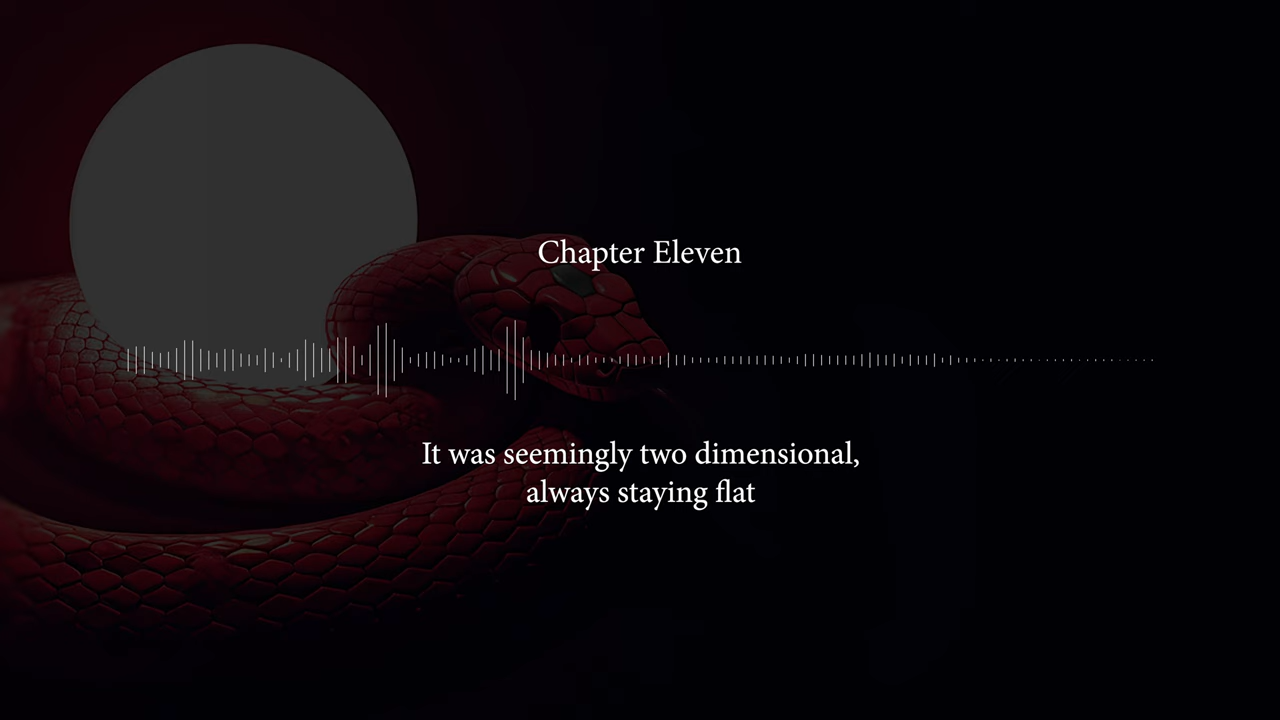 Chapter Eleven
It was seemingly two dimensional,
always staying flat